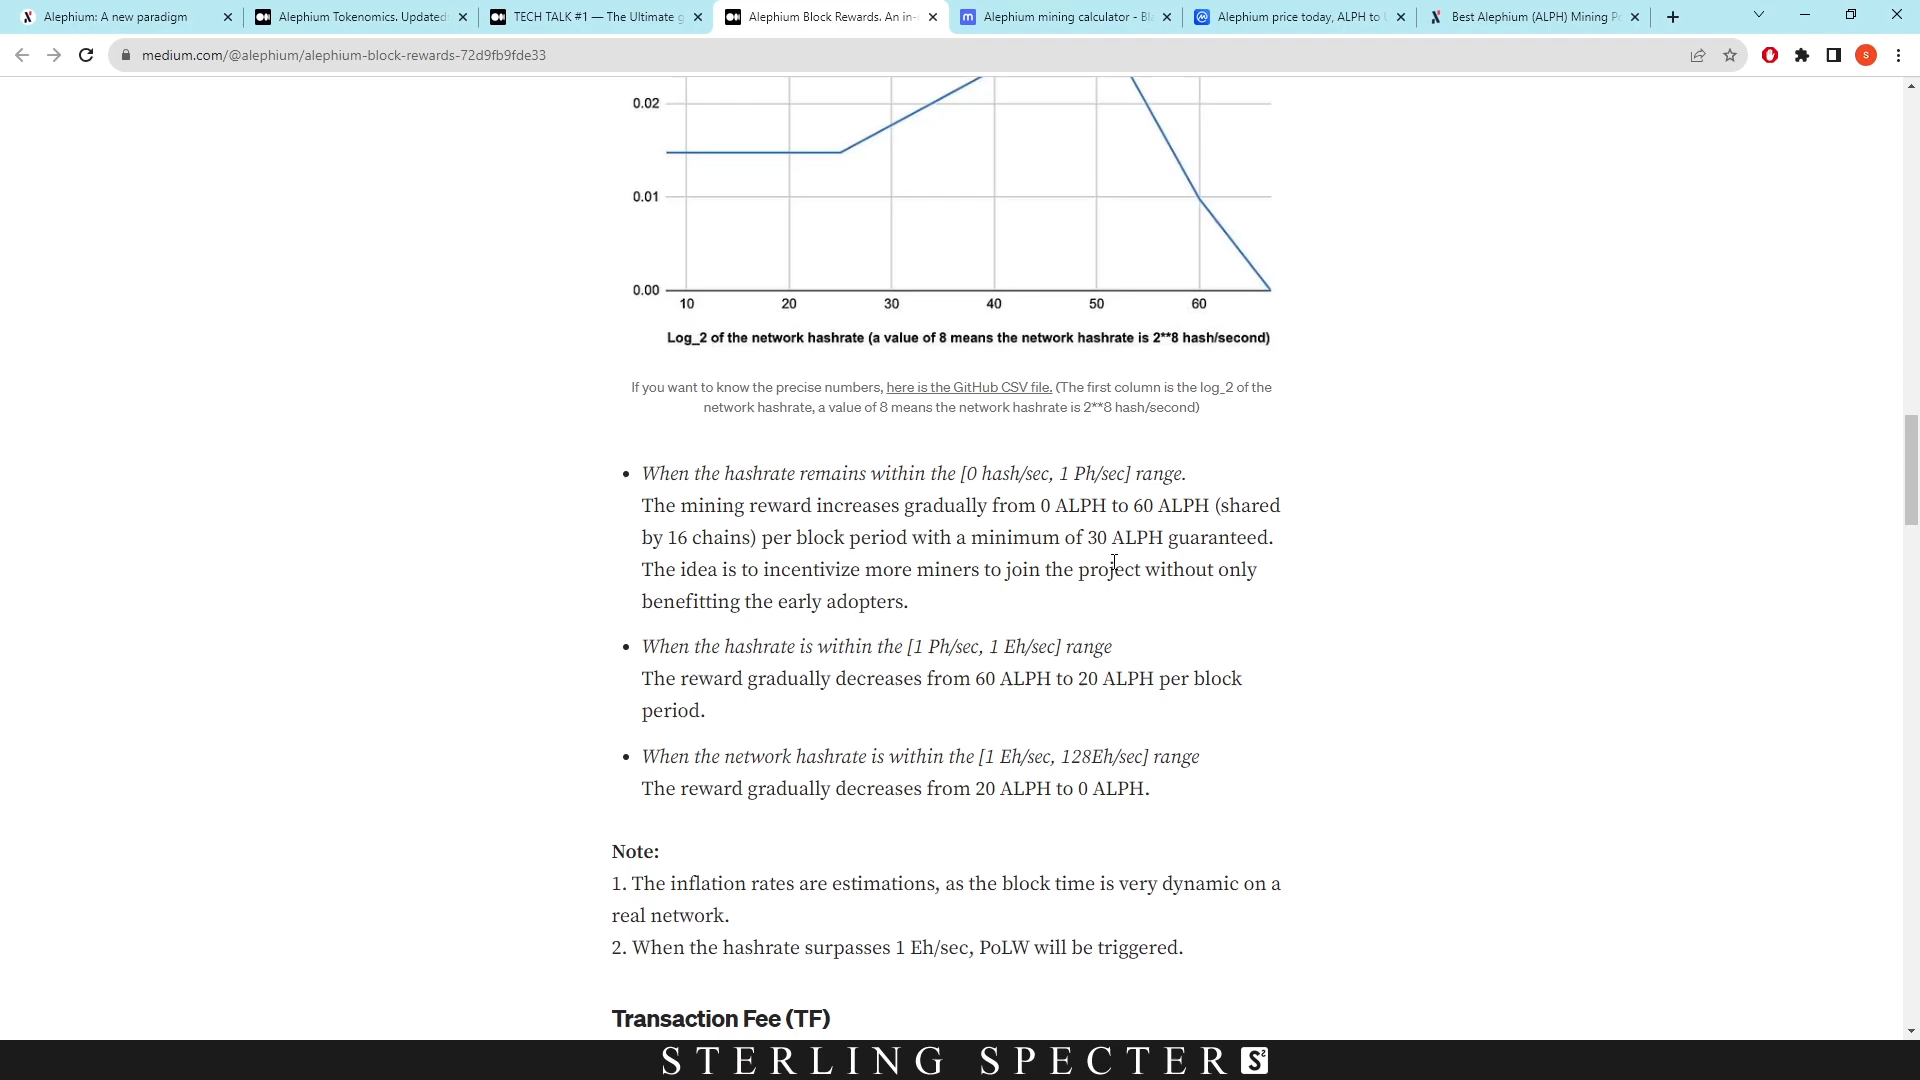 Alephium: A new paradigm
Alephium Tokenomics. Updated
TECH TALK #1 — The Ultimate g
Alephium Block Rewards. An in-
Alephium mining calculator - Bl
Alephium price today, ALPH to
Best Alephium (ALPH) Mining P
medium.com/@alephium/alephium-block-rewards-72d9fb9fde33
S
0.02
0.01
0.00
10 20 30 40 50 60
Log_2 of the network hashrate (a value of 8 means the network hashrate is 2**8 hash/second)
If you want to know the precise numbers, here is the GitHub CSV file. (The first column is the log_2 of the
network hashrate, a value of 8 means the network hashrate is 2**8 hash/second)
• When the hashrate remains within the [0 hash/sec, 1 Ph/sec] range.
The mining reward increases gradually from 0 ALPH to 60 ALPH (shared
by 16 chains) per block period with a minimum of 30 ALPH guaranteed.
The idea is to incentivize more miners to join the project without only
benefitting the early adopters.
• When the hashrate is within the [1 Ph/sec, 1 Eh/sec] range
The reward gradually decreases from 60 ALPH to 20 ALPH per block
period.
• When the network hashrate is within the [1 Eh/sec, 128Eh/sec] range
The reward gradually decreases from 20 ALPH to 0 ALPH.
Note:
1. The inflation rates are estimations, as the block time is very dynamic on a
real network.
2. When the hashrate surpasses 1 Eh/sec, PoLW will be triggered.
Transaction Fee (TF)
STERLING SPECTER S²